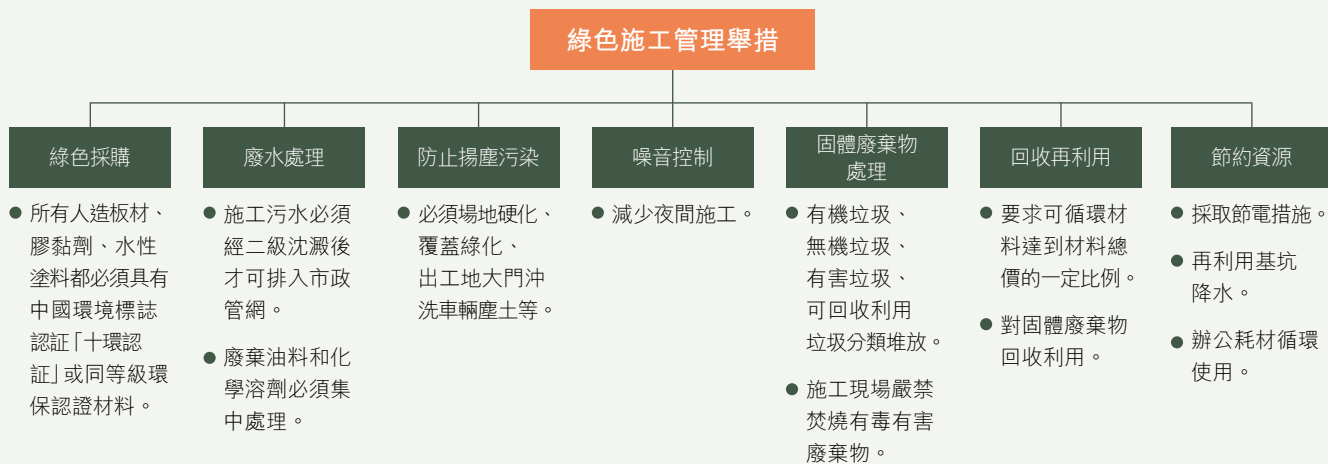 綠色施工管理舉措
綠色採購
● 所有人造板材、
膠黏劑、水性
塗料都必須具有
中國環境標誌
認証「十環認
証」或同等級環
保認證材料。
廢水處理
● 施工污水必須
經二級沈澱後
才可排入市政
管網。
● 廢棄油料和化
學溶劑必須集
中處理。
防止揚塵污染
● 必須場地硬化、
覆蓋綠化、
出工地大門沖
洗車輛塵土等。
噪音控制
● 減少夜間施工。
固體廢棄物
處理
● 有機垃圾、
無機垃圾、
有害垃圾、
可回收利用
垃圾分類堆放。
● 施工現場嚴禁
焚燒有毒有害
廢棄物。
回收再利用
● 要求可循環材
料達到材料總
價的一定比例。
● 對固體廢棄物
回收利用。
節約資源
● 採取節電措施。
● 再利用基坑
降水。
● 辦公耗材循環
使用。